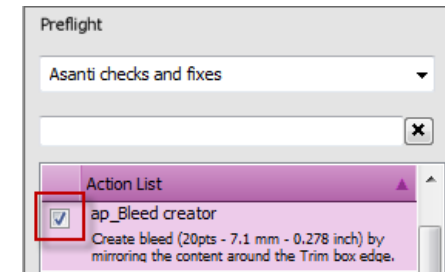 Preflight
Asanti checks and fixes
Action List
ap_Bleed creator
Create bleed (20pts - 7.1 mm - 0.278 inch) by
mirroring the content around the Trim box edge.